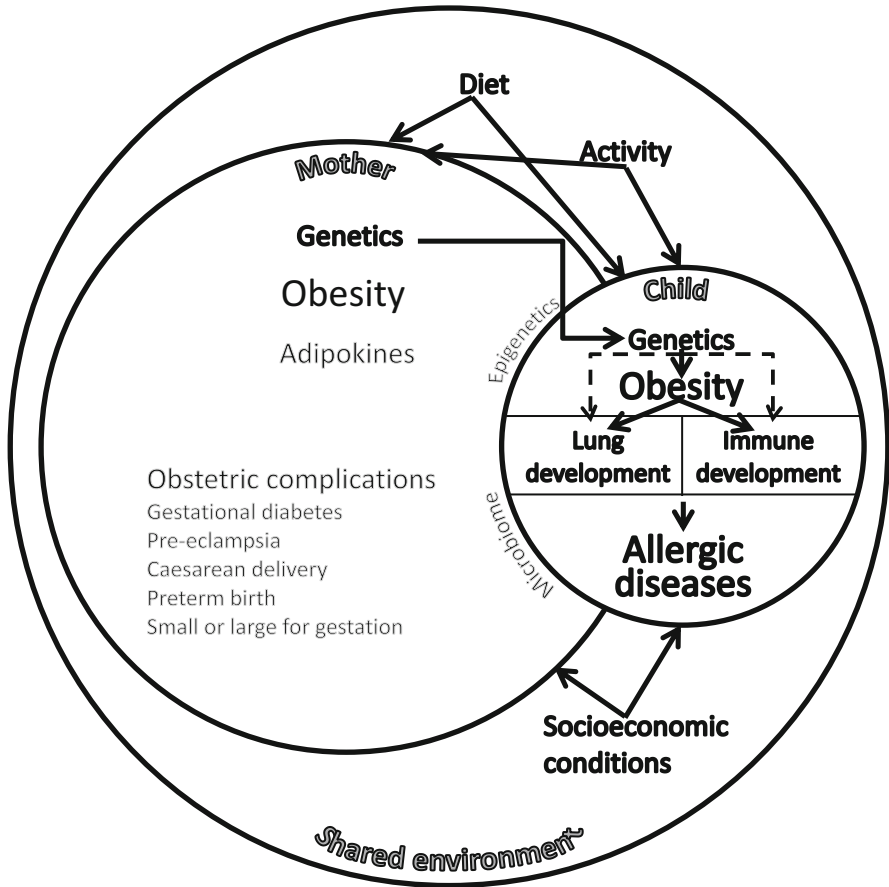 Diet
Activity
Mother
Genetics
Obesity
Adipokines
Epigenetics
Child
Genetics
Obesity
Lung
development
Immune
development
Obstetric complications
Gestational diabetes
Pre-eclampsia
Caesarean delivery
Preterm birth
Small or large for gestation
Microbiome
Allergic
diseases
Socioeconomic
conditions
Shared environment